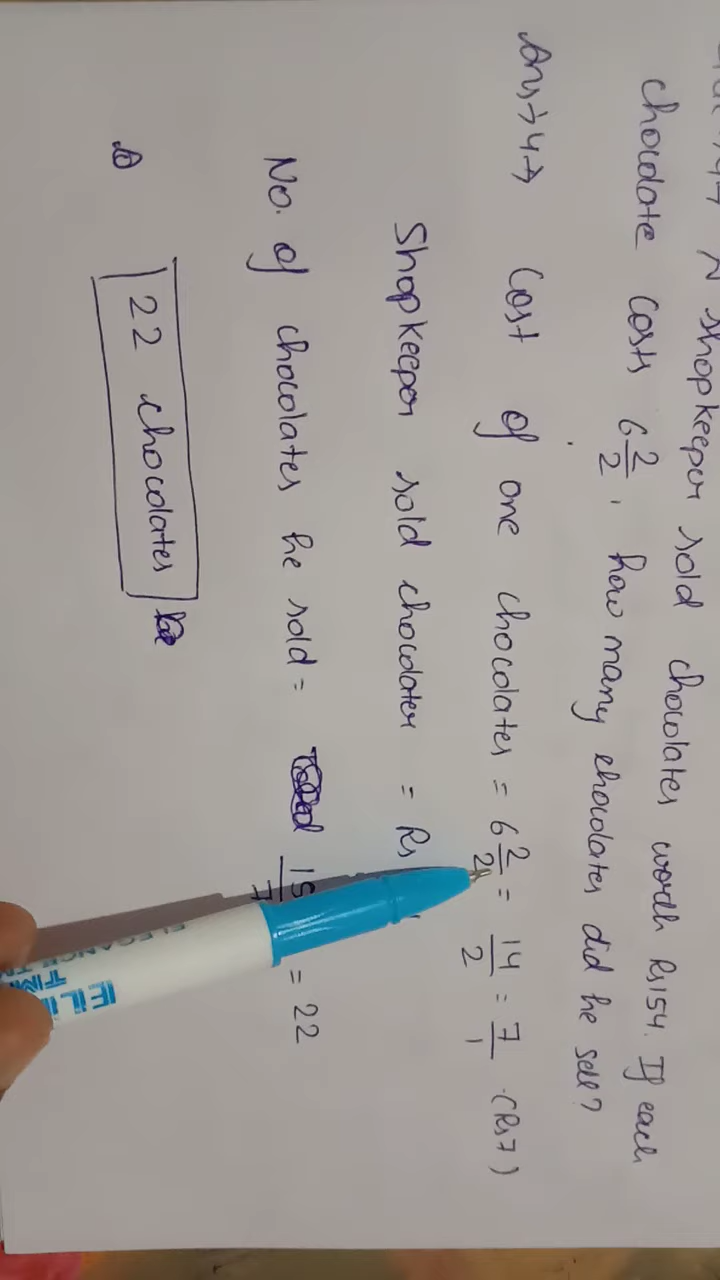 A shopkeeper sold chocolates worth Rs154. If each
chocolate costs 6 2/2, how many chocolates did he sell?
Ans→4→ Cost of one chocolates = 6 2/2 = 14/2 = 7/1 (Rs 7)
Shopkeeper sold chocolates = Rs
No. of chocolates he sold = = 22
22 chocolates